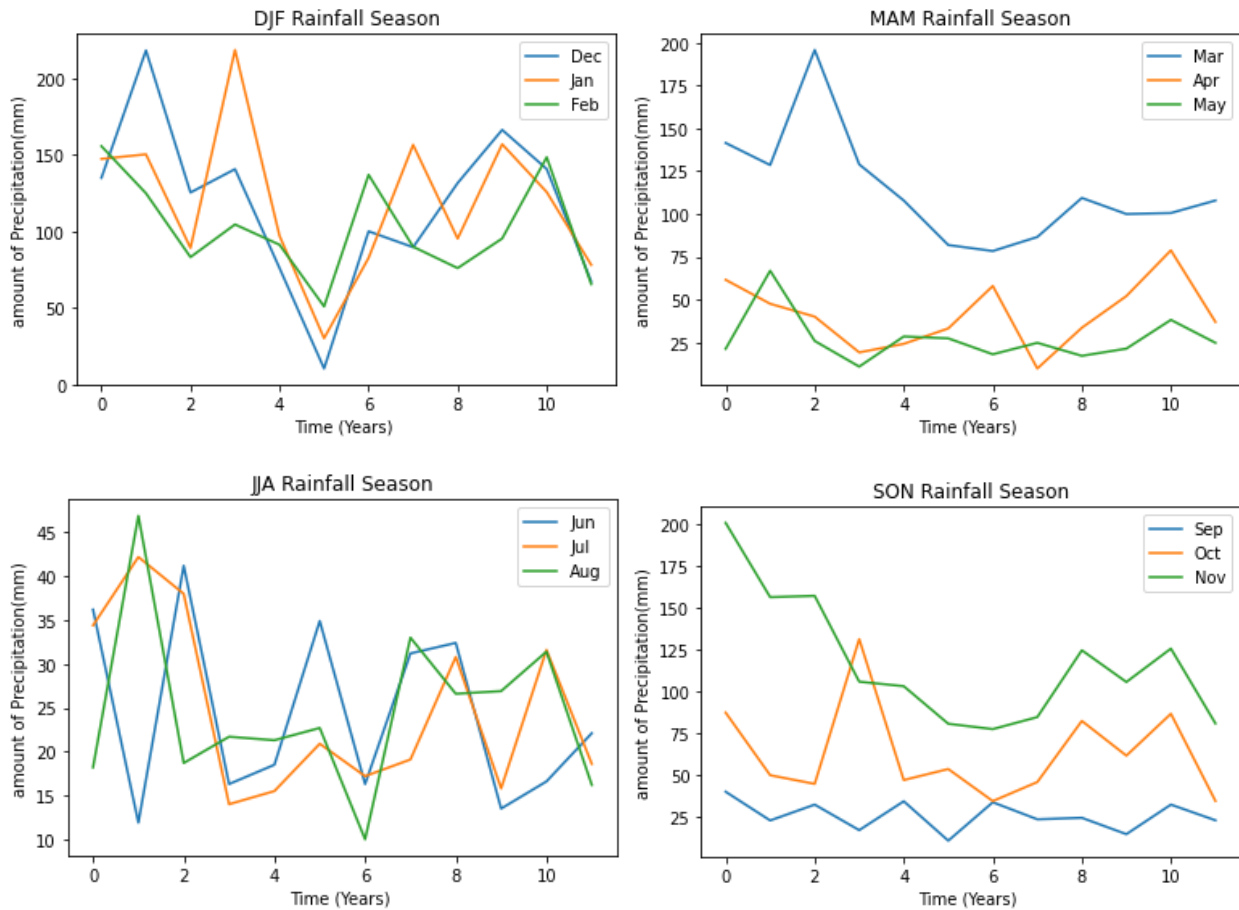 DJF Rainfall Season
amount of Precipitation(mm)
200
150
100
50
0
Dec
Jan
Feb
0 2 4 6 8 10
Time (Years)
MAM Rainfall Season
amount of Precipitation(mm)
200
175
150
125
100
75
50
25
Mar
Apr
May
0 2 4 6 8 10
Time (Years)
JJA Rainfall Season
amount of Precipitation(mm)
45
40
35
30
25
20
15
10
Jun
Jul
Aug
0 2 4 6 8 10
Time (Years)
SON Rainfall Season
amount of Precipitation(mm)
200
175
150
125
100
75
50
25
Sep
Oct
Nov
0 2 4 6 8 10
Time (Years)